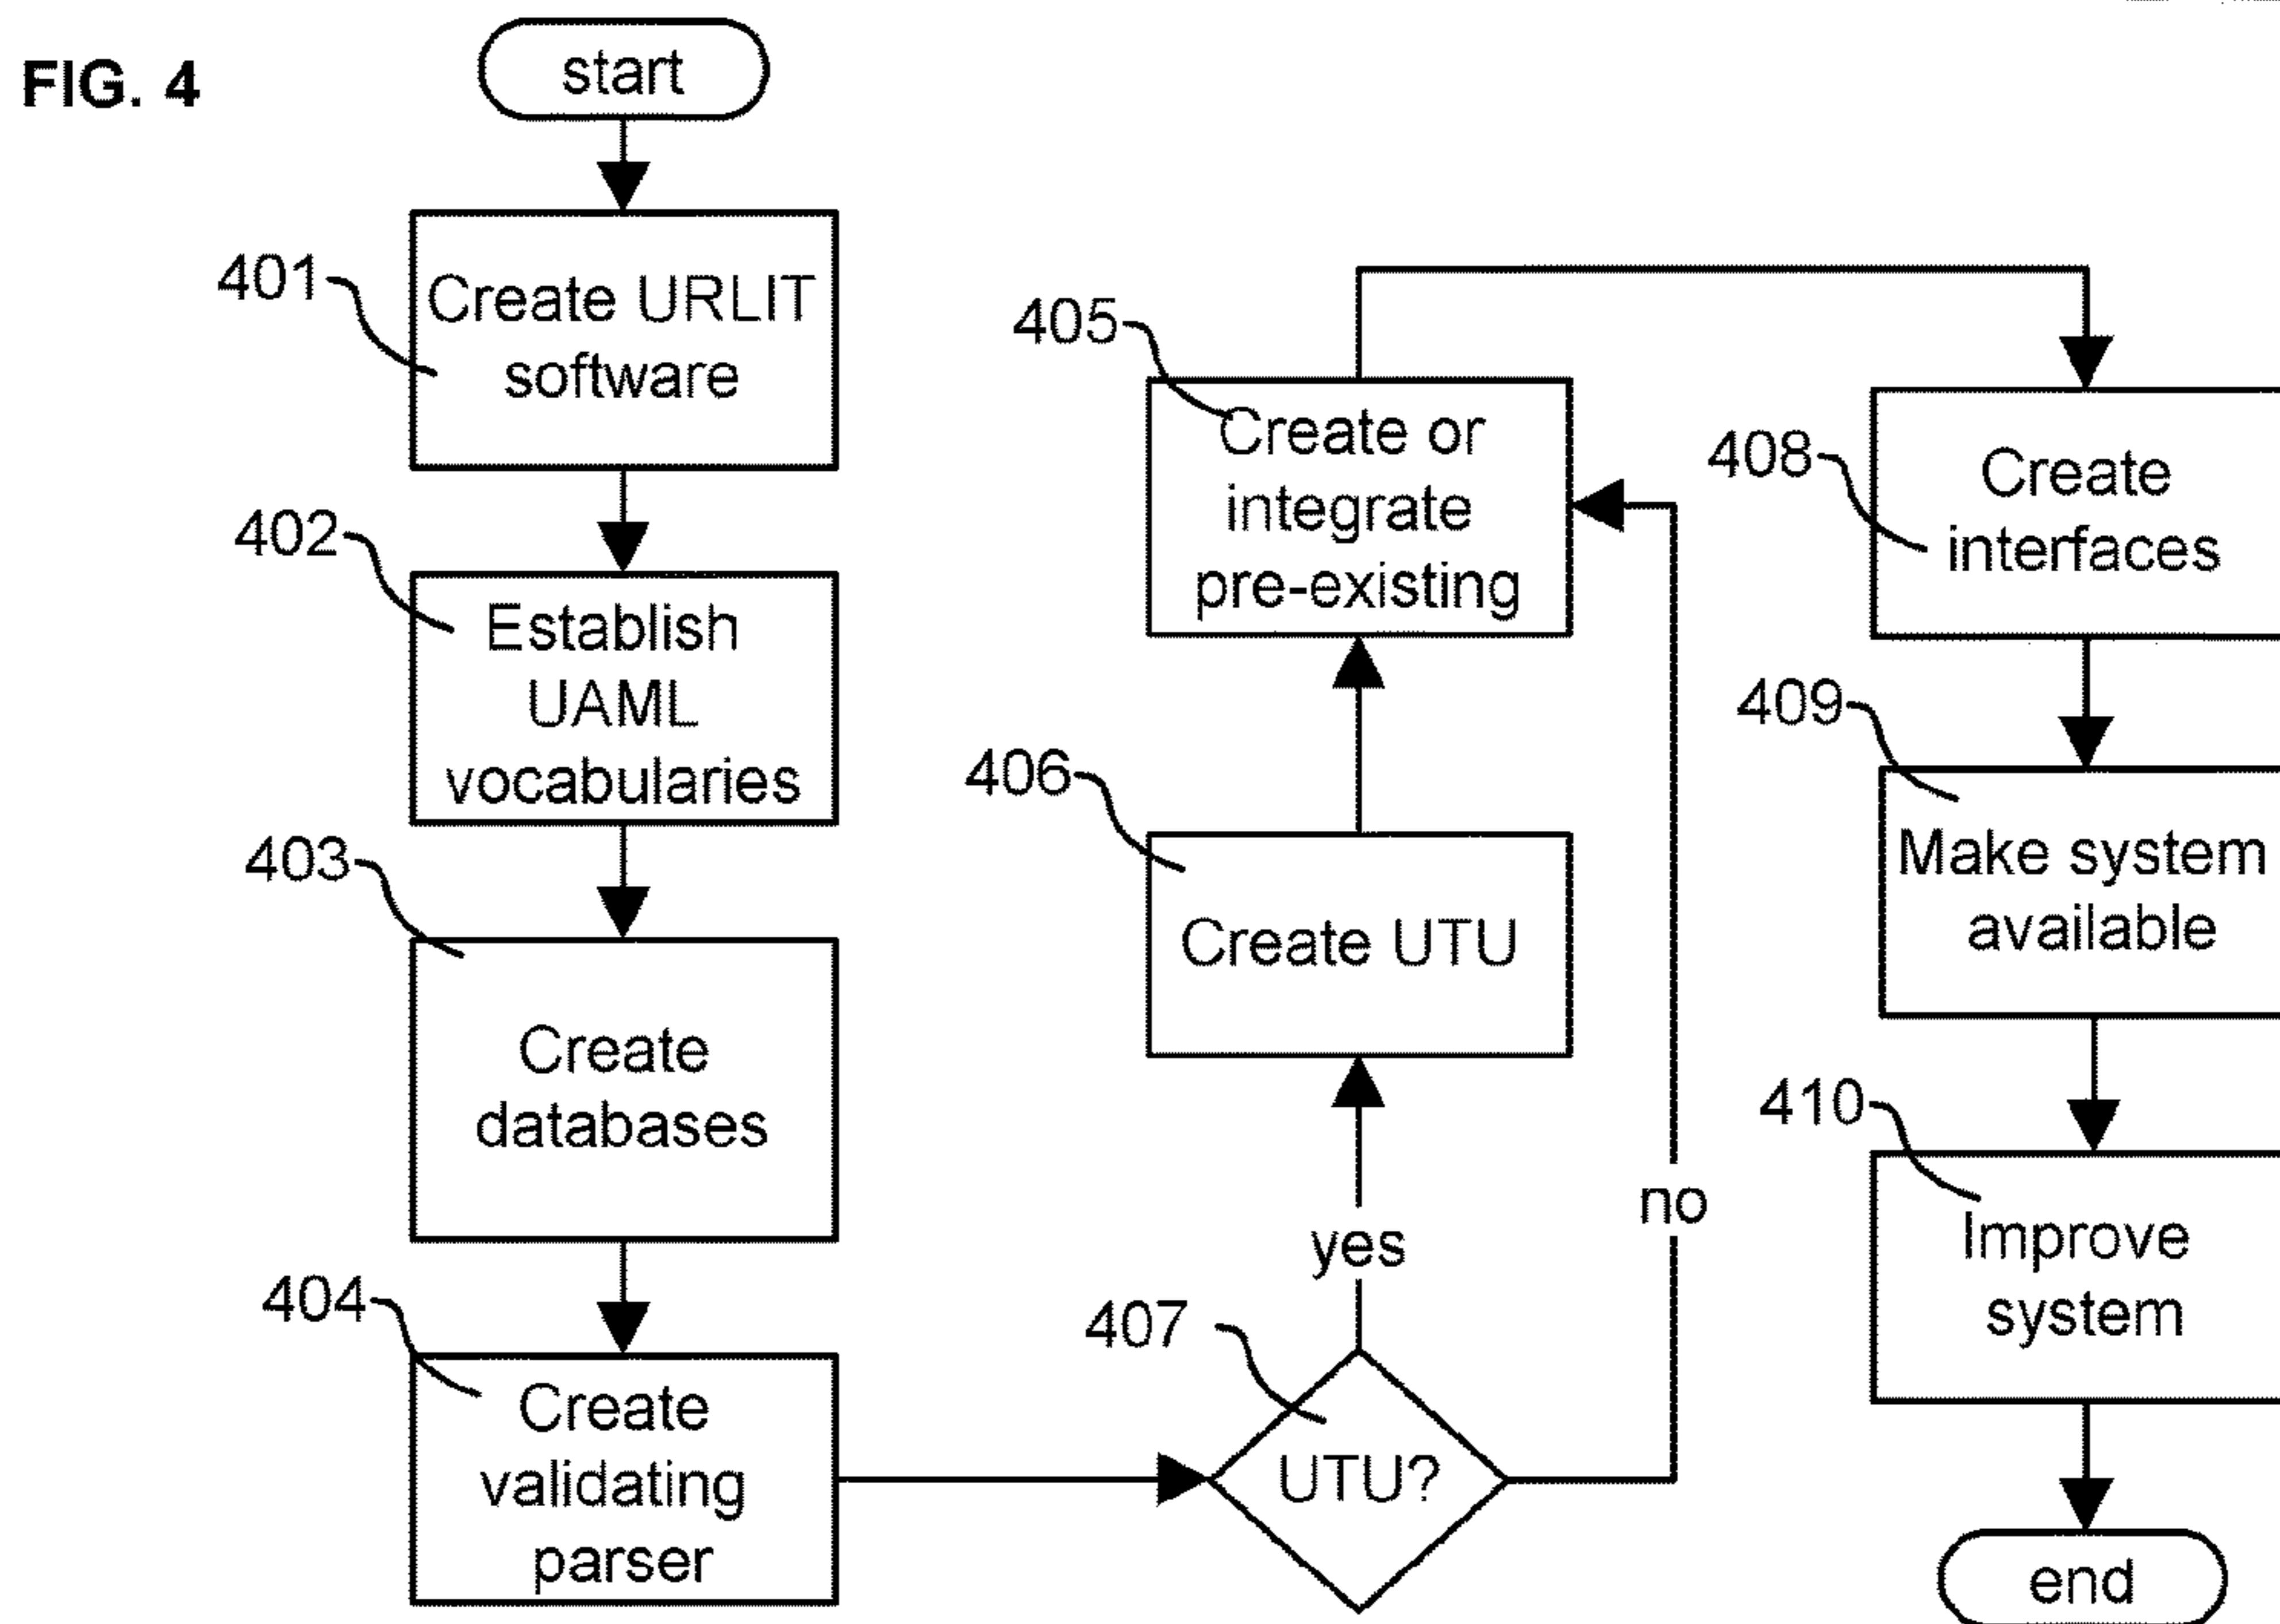 FIG. 4
start
401
Create URLIT
software
402
Establish
UAML
vocabularies
403
Create
databases
404
Create
validating
parser
405
Create or
integrate
pre-existing
406
Create UTU
yes
no
407
UTU?
408
Create
interfaces
409
Make system
available
410
Improve
system
end